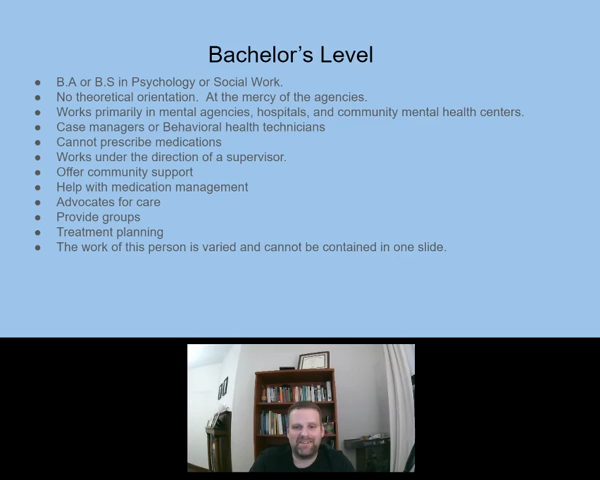 Bachelor's Level
● B.A or B.S in Psychology or Social Work.
● No theoretical orientation.  At the mercy of the agencies.
● Works primarily in mental agencies, hospitals, and community mental health centers.
● Case managers or Behavioral health technicians
● Cannot prescribe medications
● Works under the direction of a supervisor.
● Offer community support
● Help with medication management
● Advocates for care
● Provide groups
● Treatment planning
● The work of this person is varied and cannot be contained in one slide.